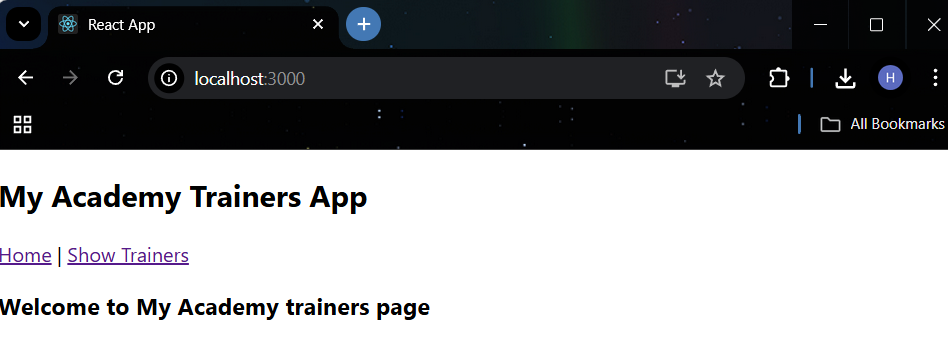 React App
localhost:3000
H
All Bookmarks
My Academy Trainers App
Home | Show Trainers
Welcome to My Academy trainers page